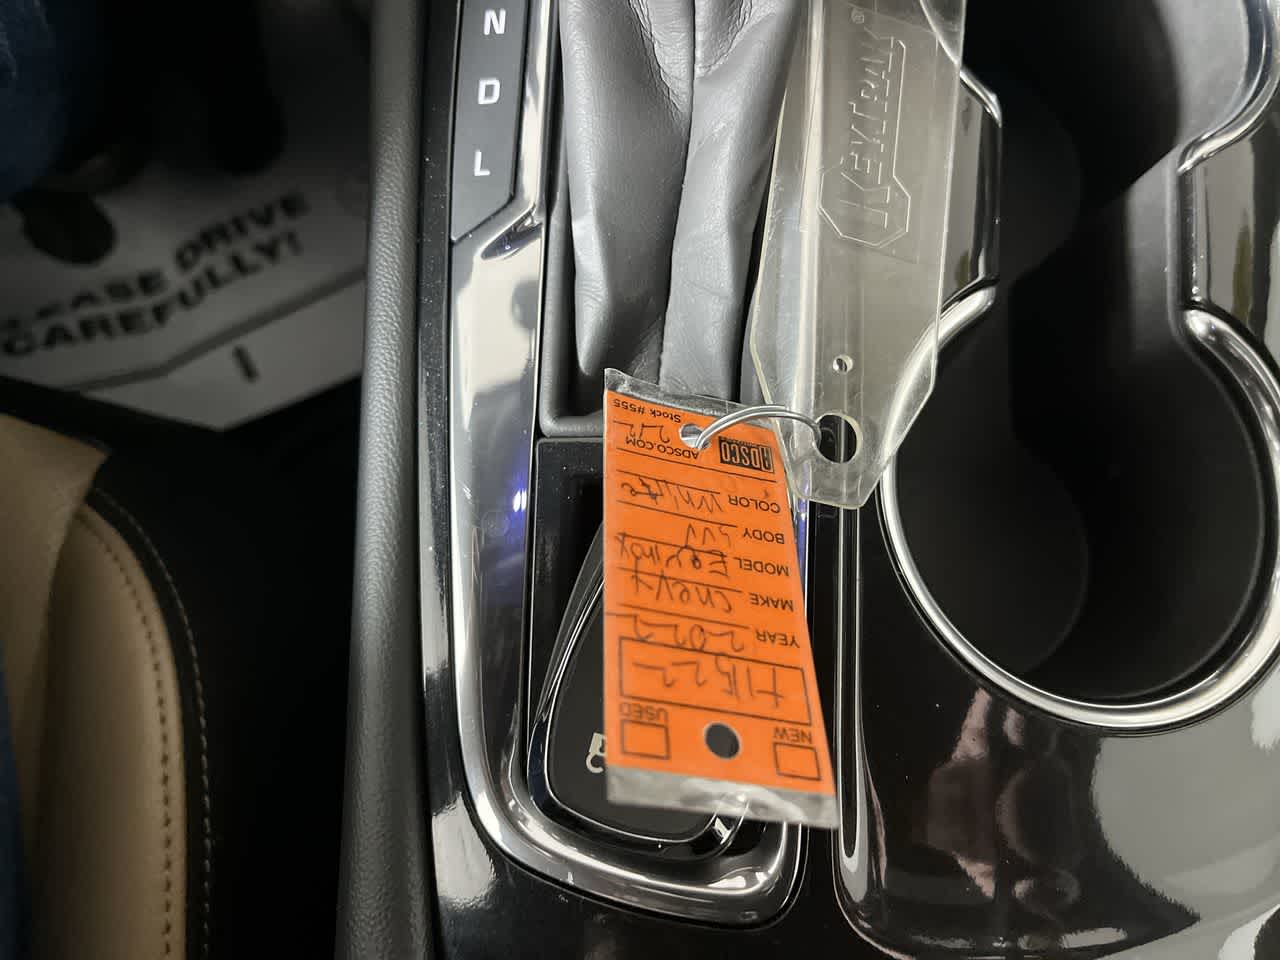 N
D
L
PLEASE DRIVE
CAREFULLY!
KEYTRAK®
NEW
USED
YEAR 2022
MAKE Chevy
MODEL Equinox
BODY SUV
COLOR White
ADSCO
ADSCO.COM
Stock #555